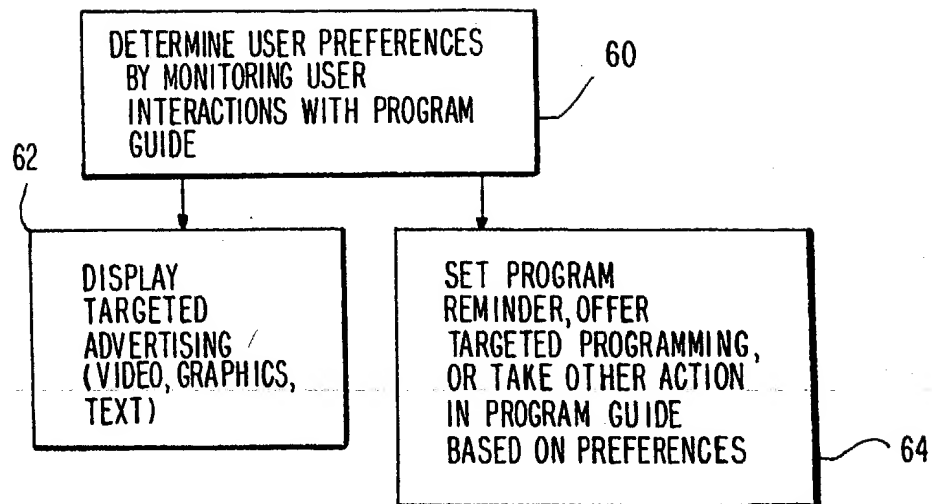 DETERMINE USER PREFERENCES
BY MONITORING USER
INTERACTIONS WITH PROGRAM
GUIDE
60
62
DISPLAY
TARGETED
ADVERTISING
(VIDEO, GRAPHICS,
TEXT)
SET PROGRAM
REMINDER, OFFER
TARGETED PROGRAMMING,
OR TAKE OTHER ACTION
IN PROGRAM GUIDE
BASED ON PREFERENCES
64